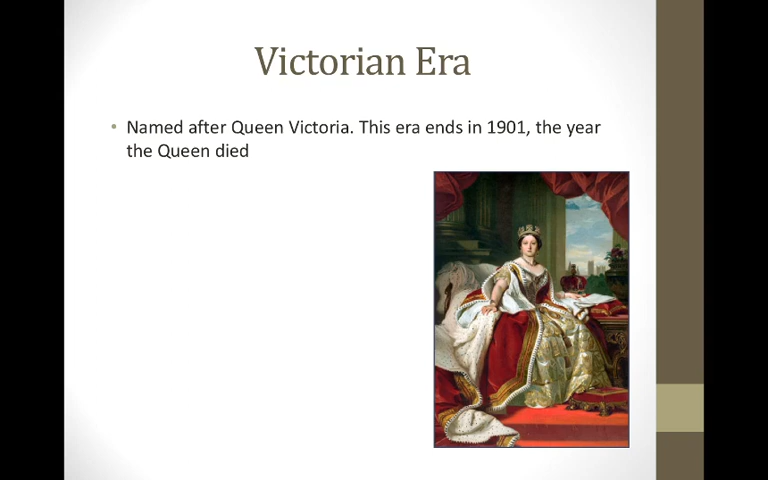 Victorian Era
• Named after Queen Victoria. This era ends in 1901, the year
the Queen died